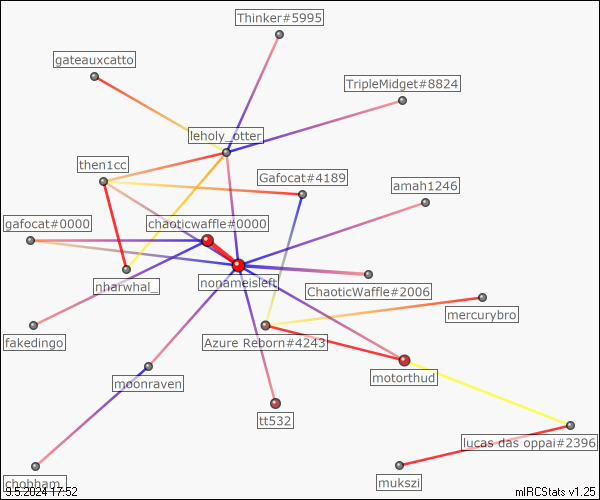 Thinker#5995
gateauxcatto
TripleMidget#8824
leholy_otter
then1cc
Gafocat#4189
amah1246
gafocat#0000
chaoticwaffle#0000
nharwhal_
nonameisleft
ChaoticWaffle#2006
mercurybro
fakedingo
Azure Reborn#4243
moonraven
motorthud
tt532
lucas das oppai#2396
chobham_
mukszi
9.5.2024 17:52
mIRCStats v1.25